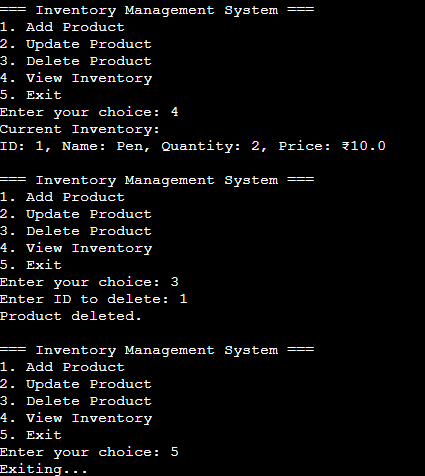 === Inventory Management System ===
1. Add Product
2. Update Product
3. Delete Product
4. View Inventory
5. Exit
Enter your choice: 4
Current Inventory:
ID: 1, Name: Pen, Quantity: 2, Price: ₹10.0
=== Inventory Management System ===
1. Add Product
2. Update Product
3. Delete Product
4. View Inventory
5. Exit
Enter your choice: 3
Enter ID to delete: 1
Product deleted.
=== Inventory Management System ===
1. Add Product
2. Update Product
3. Delete Product
4. View Inventory
5. Exit
Enter your choice: 5
Exiting...